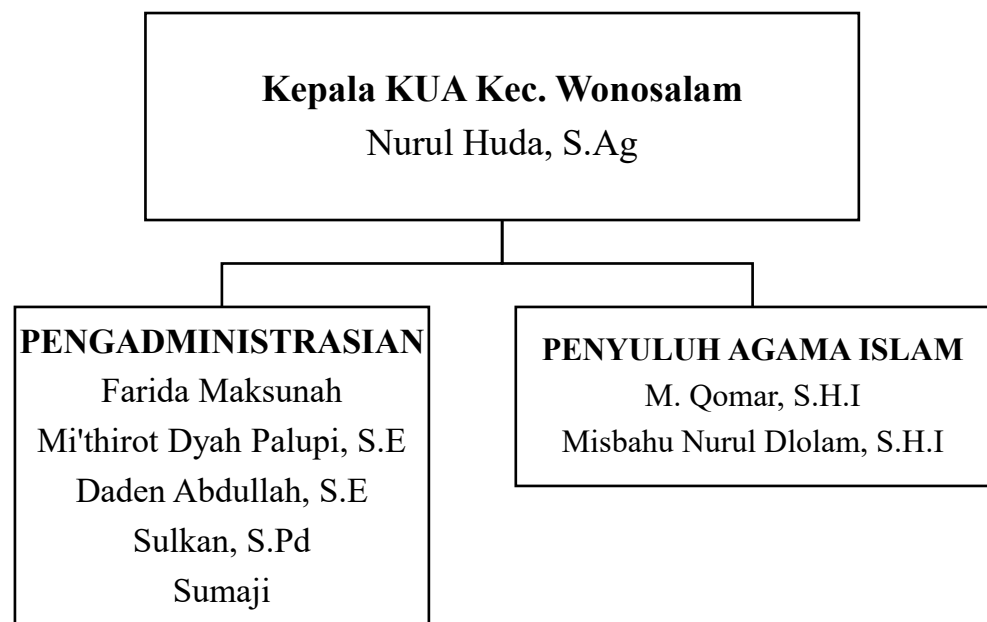 Kepala KUA Kec. Wonosalam
Nurul Huda, S.Ag
PENGADMINISTRASIAN
Farida Maksunah
Mi'thirot Dyah Palupi, S.E
Daden Abdullah, S.E
Sulkan, S.Pd
Sumaji
PENYULUH AGAMA ISLAM
M. Qomar, S.H.I
Misbahu Nurul Dlolam, S.H.I